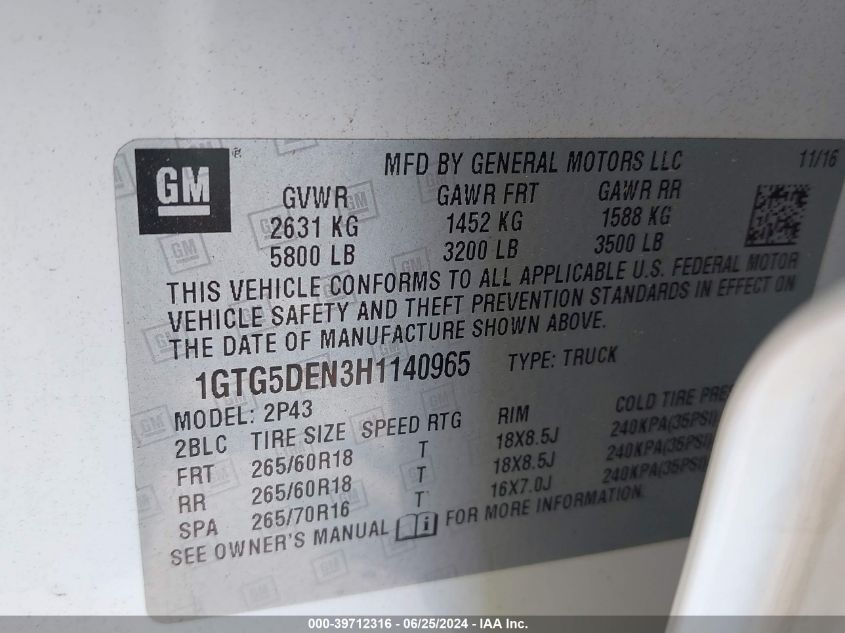 GM ® MFD BY GENERAL MOTORS LLC 11/16
GVWR GAWR FRT GAWR RR
2631 KG 1452 KG 1588 KG
5800 LB 3200 LB 3500 LB
THIS VEHICLE CONFORMS TO ALL APPLICABLE U.S. FEDERAL MOTOR
VEHICLE SAFETY AND THEFT PREVENTION STANDARDS IN EFFECT ON
THE DATE OF MANUFACTURE SHOWN ABOVE.
1GTG5DEN3H1140965 TYPE: TRUCK
MODEL: 2P43
2BLC TIRE SIZE SPEED RTG RIM COLD TIRE PRE
FRT 265/60R18 T 18X8.5J 240KPA(35PSI)
RR 265/60R18 T 18X8.5J 240KPA(35PSI)
SPA 265/70R16 T 16X7.0J 240KPA(35PSI)
SEE OWNER'S MANUAL FOR MORE INFORMATION.
000-39712316 - 06/25/2024 - IAA Inc.